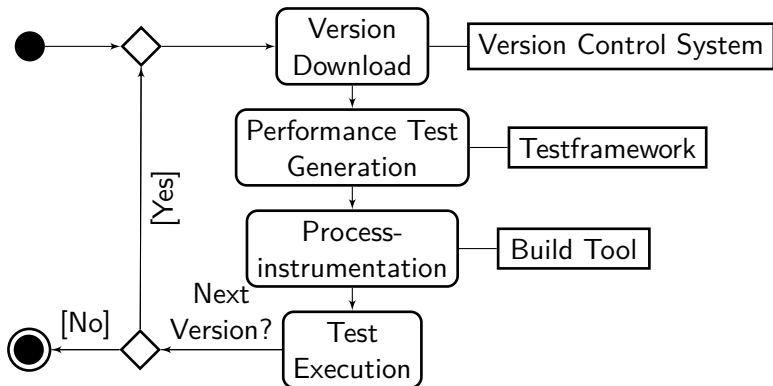 Version
Download
Version Control System
Performance Test
Generation
Testframework
[Yes]
Process-
instrumentation
Build Tool
Next
Version?
[No]
Test
Execution